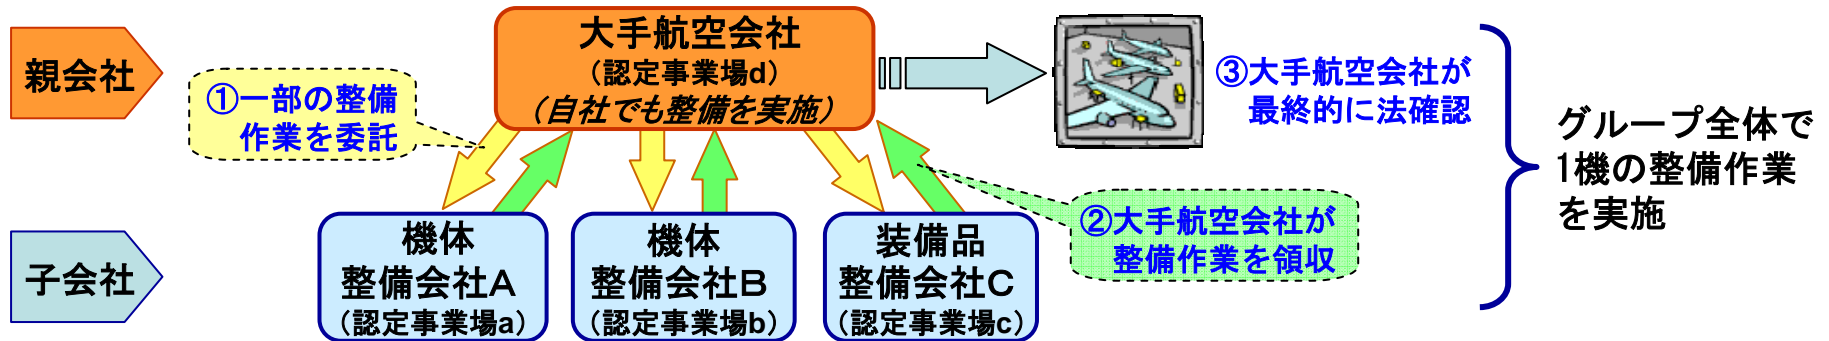 親会社
①一部の整備
作業を委託
大手航空会社
（認定事業場d）
（自社でも整備を実施）
③大手航空会社が
最終的に法確認
グループ全体で
1機の整備作業
を実施
②大手航空会社が
整備作業を領収
子会社
機体
整備会社A
（認定事業場a）
機体
整備会社B
（認定事業場b）
装備品
整備会社C
（認定事業場c）